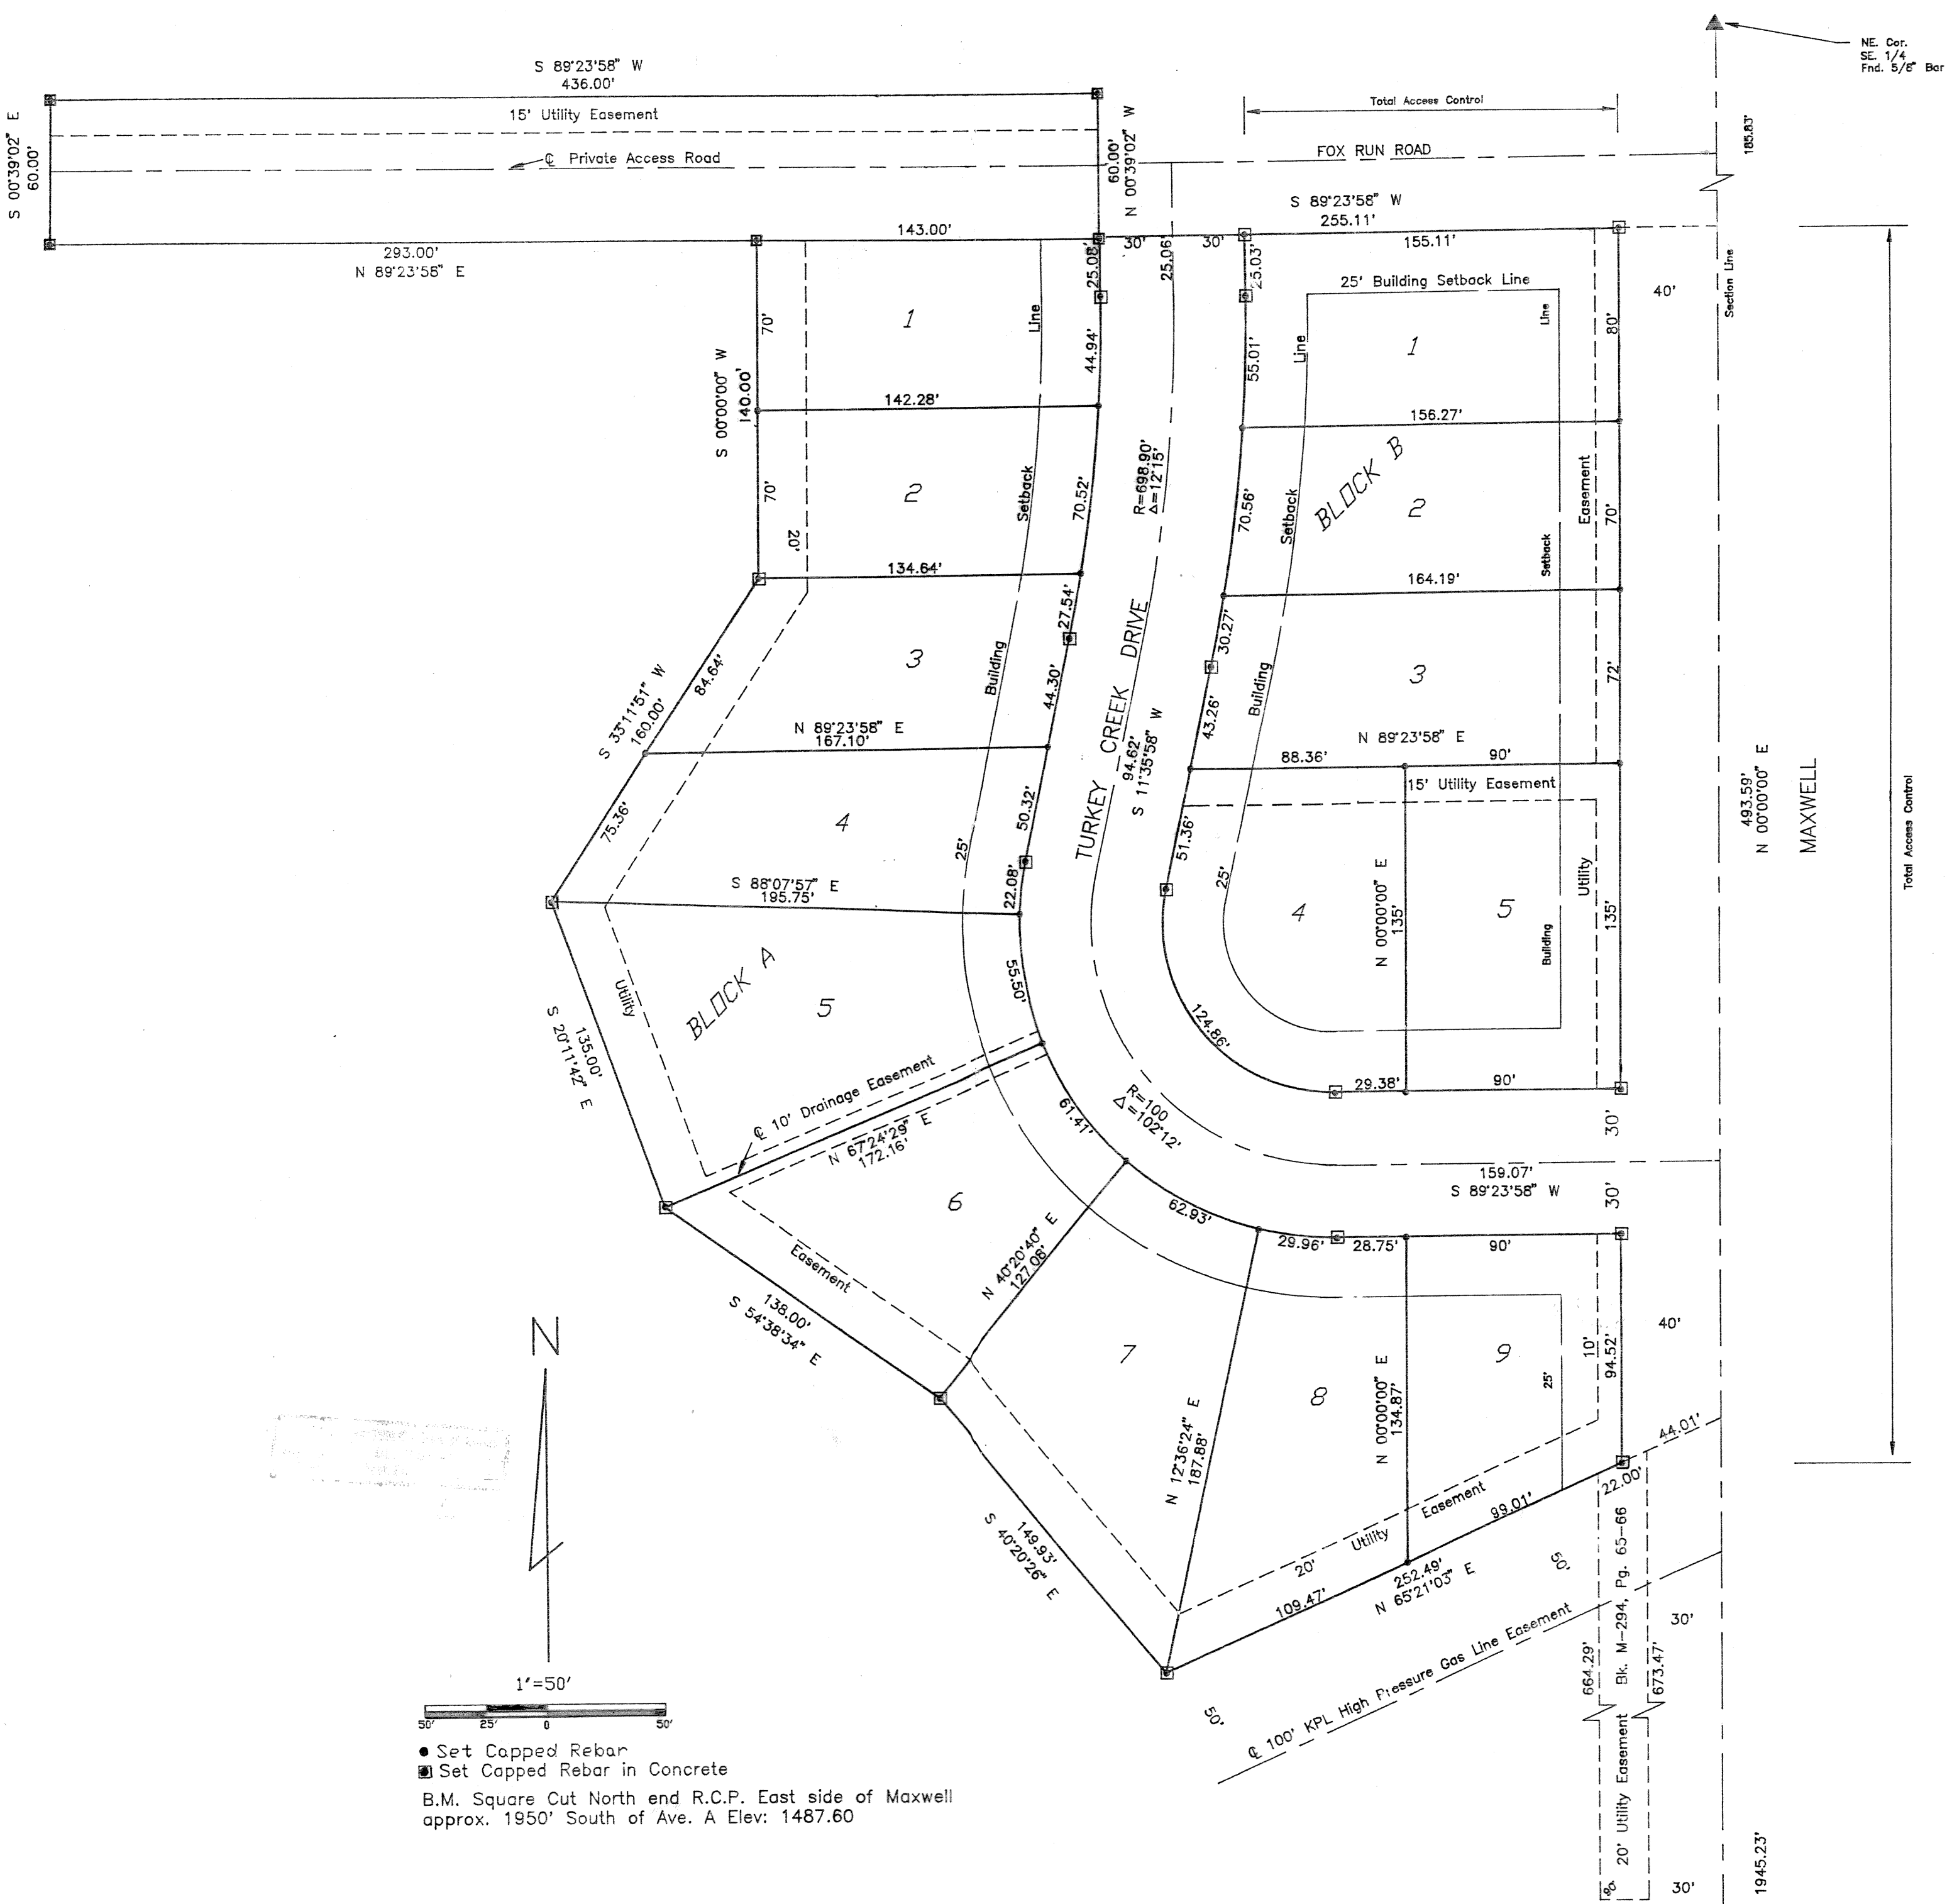 NE. Cor.
SE. 1/4
Fnd. 5/8" Bar
S 89°23'58" W
436.00'
15' Utility Easement
℄ Private Access Road
S 00°39'02" E
60.00'
60.00'
N 00°39'02" W
Total Access Control
FOX RUN ROAD
185.83'
S 89°23'58" W
255.11'
155.11'
30'
30'
143.00'
293.00'
N 89°23'58" E
25.08'
25.06'
25.03'
25' Building Setback Line
40'
Section Line
1
Line
70'
44.94'
55.01'
Line
1
Line
80'
S 00°00'00" W
140.00'
142.28'
156.27'
BLOCK B
2
Setback
70'
20'
70.52'
R=698.90'
Δ=12°15'
70.56'
Setback
2
Setback
Easement
70'
134.64'
164.19'
27.54'
30.27'
3
Building
84.64'
S 33°11'51" W
160.00'
44.30'
43.26'
Building
3
72'
N 89°23'58" E
167.10'
TURKEY CREEK DRIVE
94.62'
S 11°35'58" W
N 89°23'58" E
88.36'
90'
15' Utility Easement
493.59'
N 00°00'00" E
MAXWELL
Total Access Control
75.36'
4
25'
50.32'
51.36'
25'
22.08'
S 88°07'57" E
195.75'
4
N 00°00'00" E
135'
5
Building
Utility
135'
BLOCK A
5
Utility
55.50'
124.86'
135.00'
S 20°11'42" E
℄ 10' Drainage Easement
N 67°24'29" E
172.16'
61.41'
R=100
Δ=102°12'
29.38'
90'
30'
159.07'
S 89°23'58" W
30'
6
62.93'
29.96'
28.75'
90'
Easement
N 40°20'40" E
127.08'
138.00'
S 54°38'34" E
7
N 12°36'24" E
187.88'
8
N 00°00'00" E
134.87'
9
25'
10'
94.52'
40'
44.01'
22.00'
149.93'
S 40°20'26" E
20'
Utility
Easement
99.01'
109.47'
252.49'
N 65°21'03" E
50'
50'
℄ 100' KPL High Pressure Gas Line Easement
664.29'
20' Utility Easement Bk. M-294, Pg. 65-66
673.47'
30'
30'
1945.23'
N
1"=50'
50'
25'
0
50'
Set Capped Rebar
Set Capped Rebar in Concrete
B.M. Square Cut North end R.C.P. East side of Maxwell
approx. 1950' South of Ave. A Elev: 1487.60